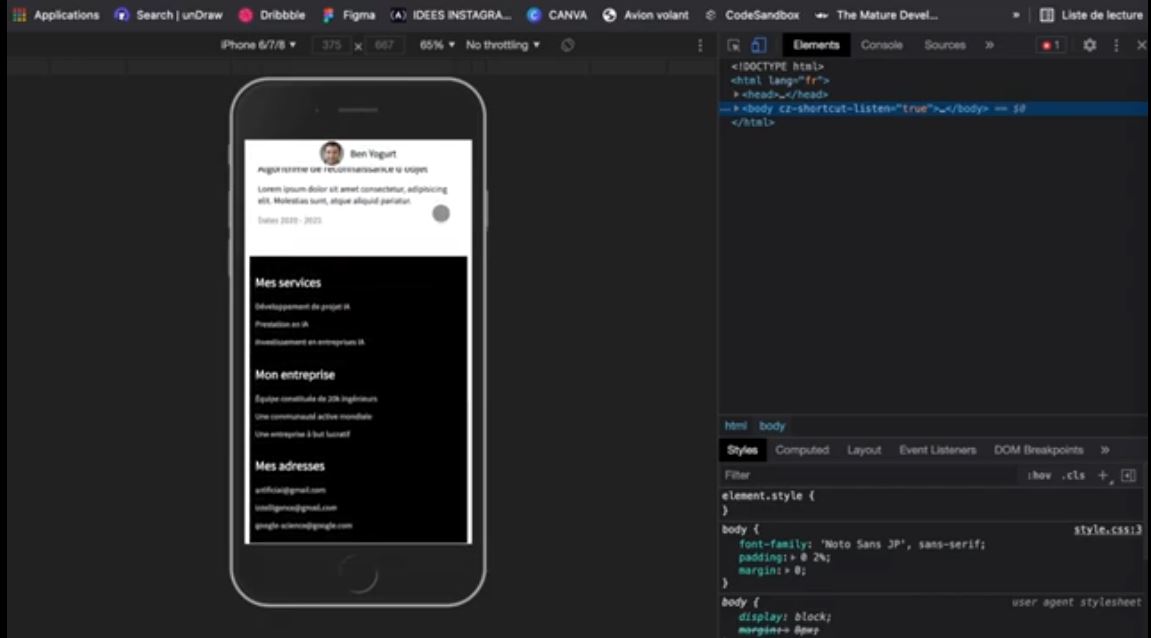 Applications Search | unDraw Dribbble Figma IDEES INSTAGRA... CANVA Avion volant CodeSandbox The Mature Devel... » Liste de lecture
iPhone 6/7/8 ▾ 375 x 667 65% ▾ No throttling ▾
Elements Console Sources » 1
<!DOCTYPE html>
<html lang="fr">
▸<head>…</head>
…▸<body cz-shortcut-listen="true">…</body> == $0
</html>
Ben Yogurt
Algorithme de reconnaissance d'objet
Lorem ipsum dolor sit amet consectetur, adipisicing
elit. Molestias sunt, atque aliquid pariatur.
Dates 2020 - 2025
Mes services
Développement de projet IA
Prestation en IA
Investissement en entreprises IA
Mon entreprise
Équipe constituée de 20k ingénieurs
Une communauté active mondiale
Une entreprise à but lucratif
Mes adresses
artificial@gmail.com
intelligence@gmail.com
google-science@google.com
html body
Styles Computed Layout Event Listeners DOM Breakpoints »
Filter :hov .cls +
element.style {
}
body { style.css:3
font-family: 'Noto Sans JP', sans-serif;
padding:▸ 0 2%;
margin:▸ 0;
}
body { user agent stylesheet
display: block;
margin:▸ 8px;